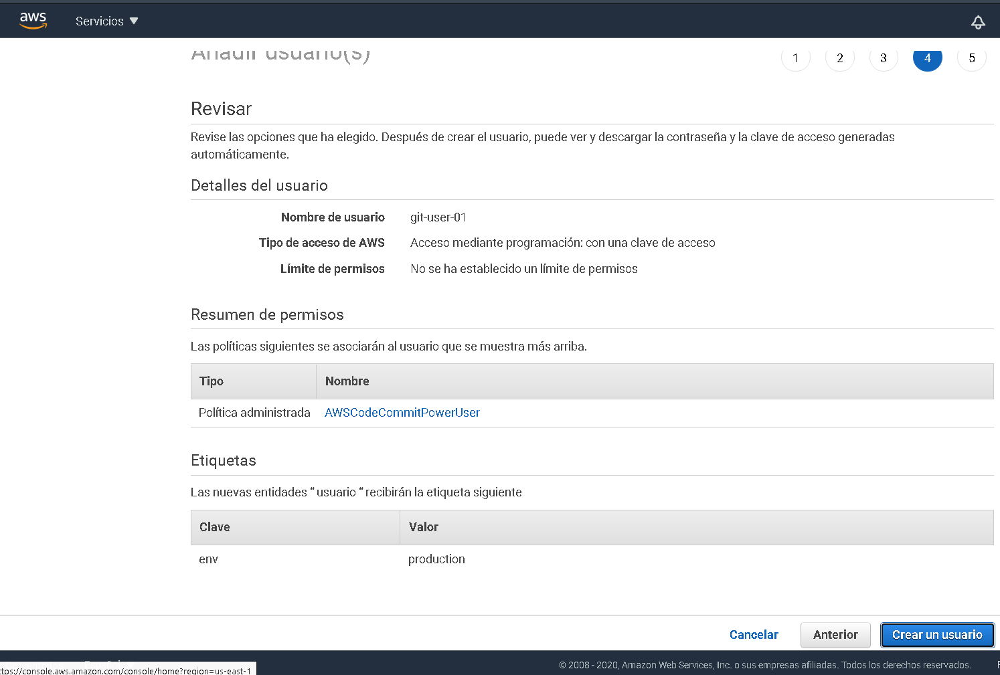 aws Servicios
Añadir usuario(s)
1 2 3 4 5
Revisar
Revise las opciones que ha elegido. Después de crear el usuario, puede ver y descargar la contraseña y la clave de acceso generadas
automáticamente.
Detalles del usuario
Nombre de usuario git-user-01
Tipo de acceso de AWS Acceso mediante programación: con una clave de acceso
Límite de permisos No se ha establecido un límite de permisos
Resumen de permisos
Las políticas siguientes se asociarán al usuario que se muestra más arriba.
Tipo Nombre
Política administrada AWSCodeCommitPowerUser
Etiquetas
Las nuevas entidades “ usuario “ recibirán la etiqueta siguiente
Clave Valor
env production
Cancelar Anterior Crear un usuario
ttps://console.aws.amazon.com/console/home?region=us-east-1
© 2008 - 2020, Amazon Web Services, Inc. o sus empresas afiliadas. Todos los derechos reservados.